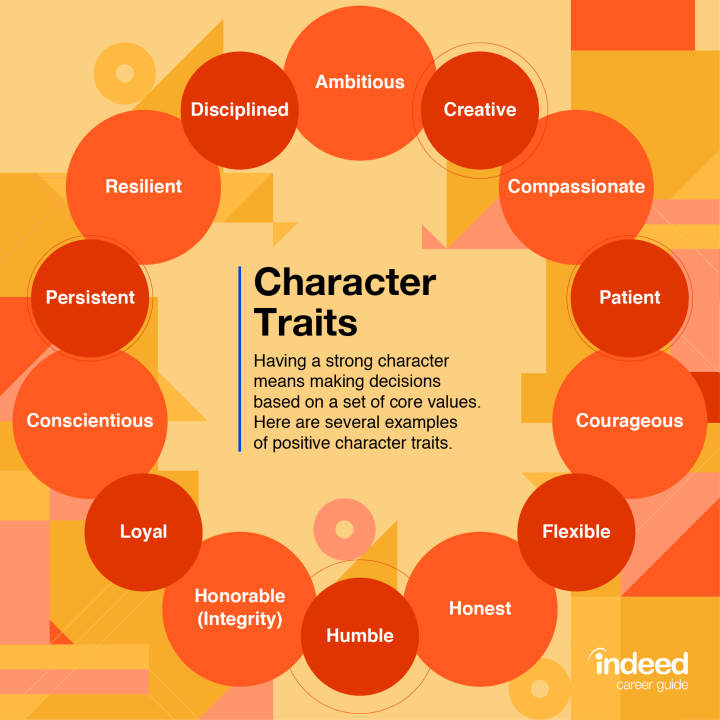 Character
Traits
Having a strong character
means making decisions
based on a set of core values.
Here are several examples
of positive character traits.
Ambitious
Creative
Compassionate
Patient
Courageous
Flexible
Honest
Humble
Honorable
(Integrity)
Loyal
Conscientious
Persistent
Resilient
Disciplined
indeed
career guide